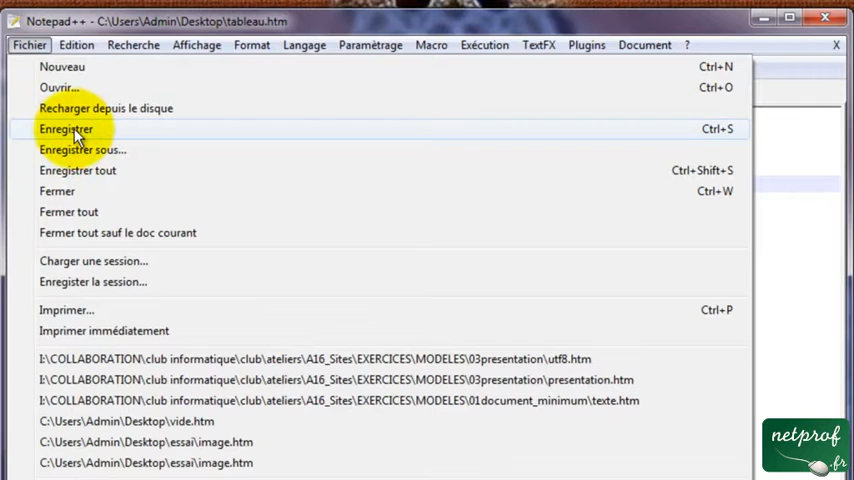 Notepad++ - C:\Users\Admin\Desktop\tableau.htm
Fichier Edition Recherche Affichage Format Langage Paramètrage Macro Exécution TextFX Plugins Document ? X
Nouveau Ctrl+N
Ouvrir... Ctrl+O
Recharger depuis le disque
Enregistrer Ctrl+S
Enregistrer sous...
Enregistrer tout Ctrl+Shift+S
Fermer Ctrl+W
Fermer tout
Fermer tout sauf le doc courant
Charger une session...
Enregister la session...
Imprimer... Ctrl+P
Imprimer immédiatement
I:\COLLABORATION\club informatique\club\ateliers\A16_Sites\EXERCICES\MODELES\03presentation\utf8.htm
I:\COLLABORATION\club informatique\club\ateliers\A16_Sites\EXERCICES\MODELES\03presentation\presentation.htm
I:\COLLABORATION\club informatique\club\ateliers\A16_Sites\EXERCICES\MODELES\01document_minimum\texte.htm
C:\Users\Admin\Desktop\vide.htm
C:\Users\Admin\Desktop\essai\image.htm
C:\Users\Admin\Desktop\essai\image.htm
netprof
.fr